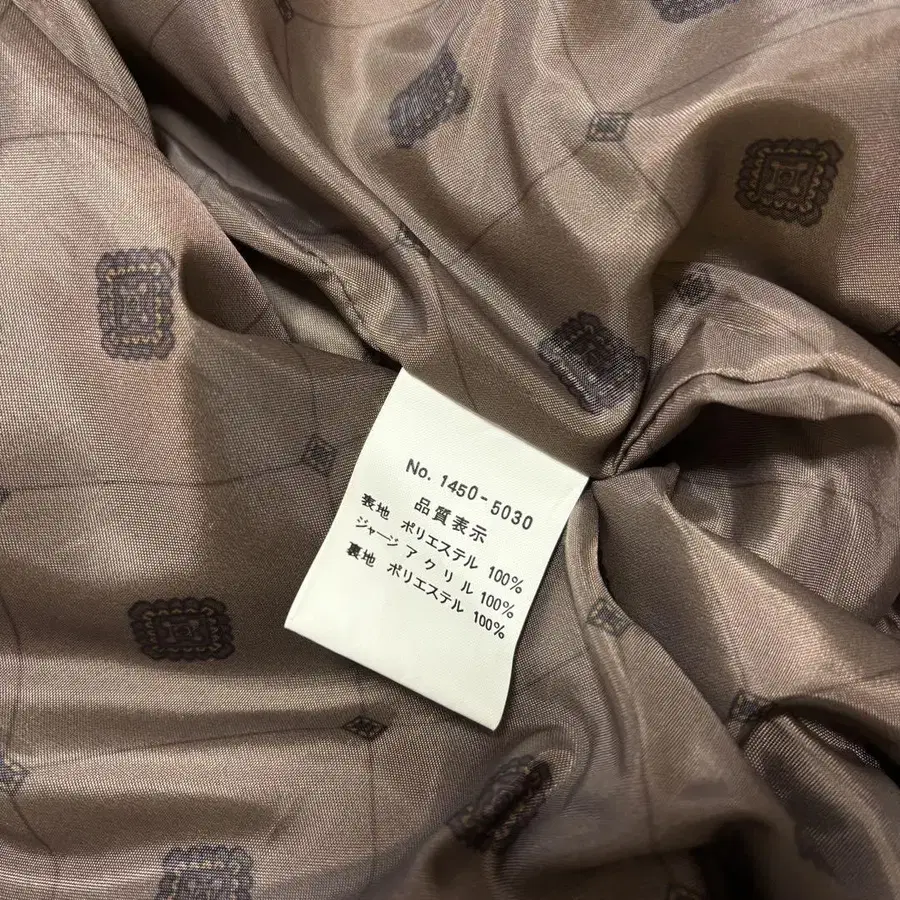 No. 1450-5030
品質表示
表地 ポリエステル 100%
ジャージ アクリル 100%
裏地 ポリエステル 100%